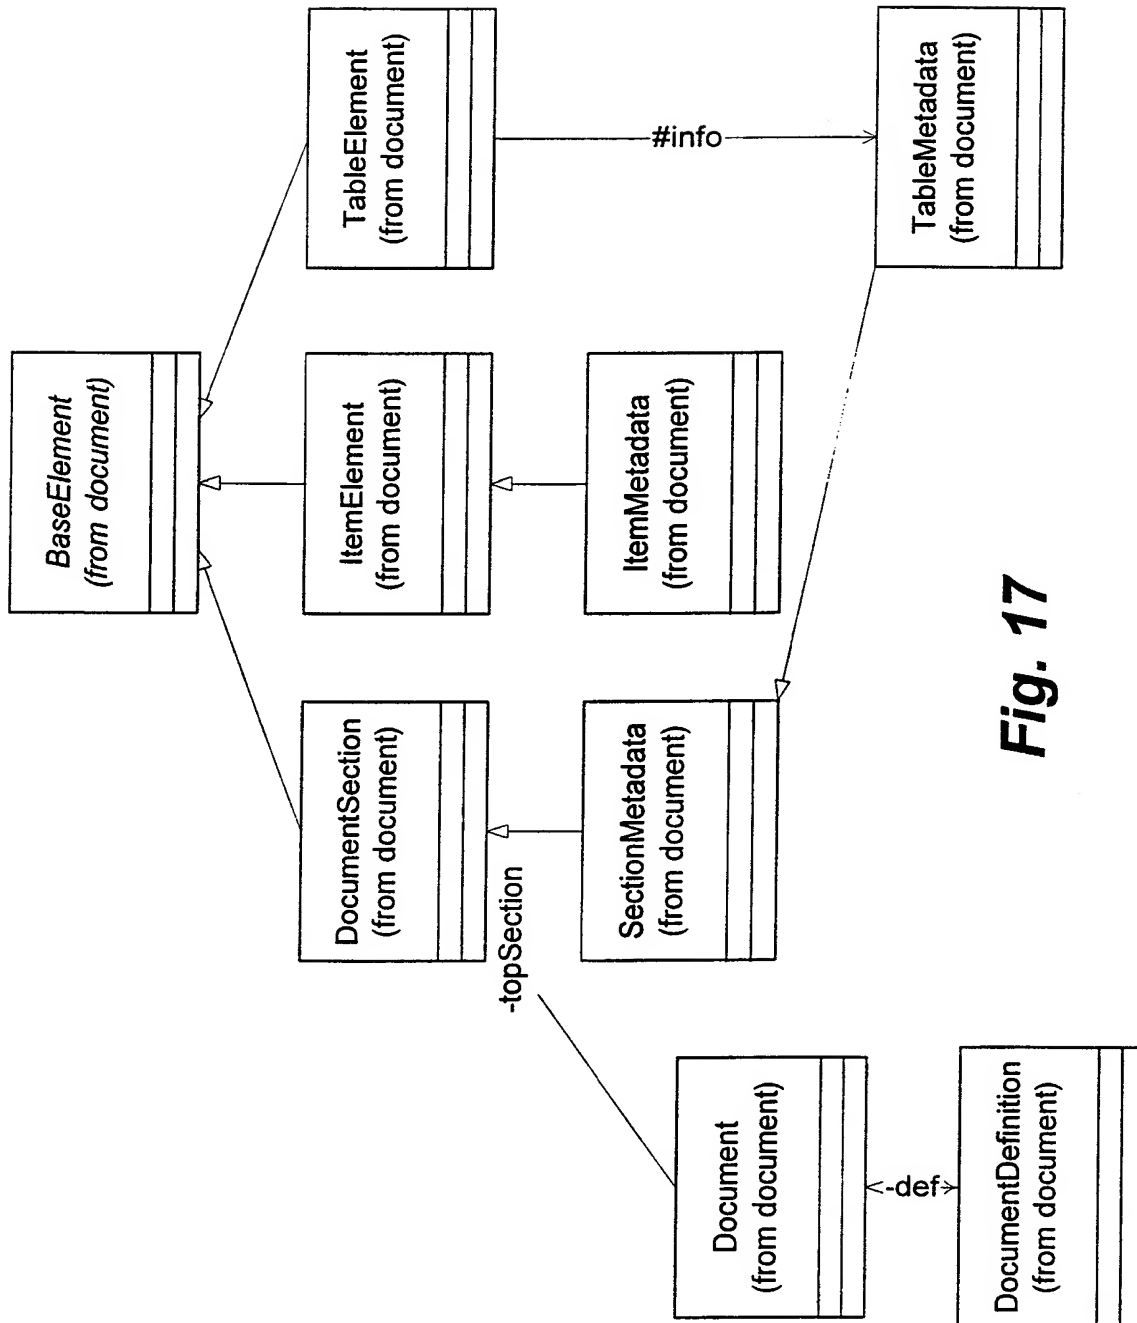 BaseElement
(from document)
DocumentSection
(from document)
ItemElement
(from document)
TableElement
(from document)
-topSection
#info
SectionMetadata
(from document)
ItemMetadata
(from document)
Document
(from document)
TableMetadata
(from document)
-def
DocumentDefinition
(from document)
Fig. 17